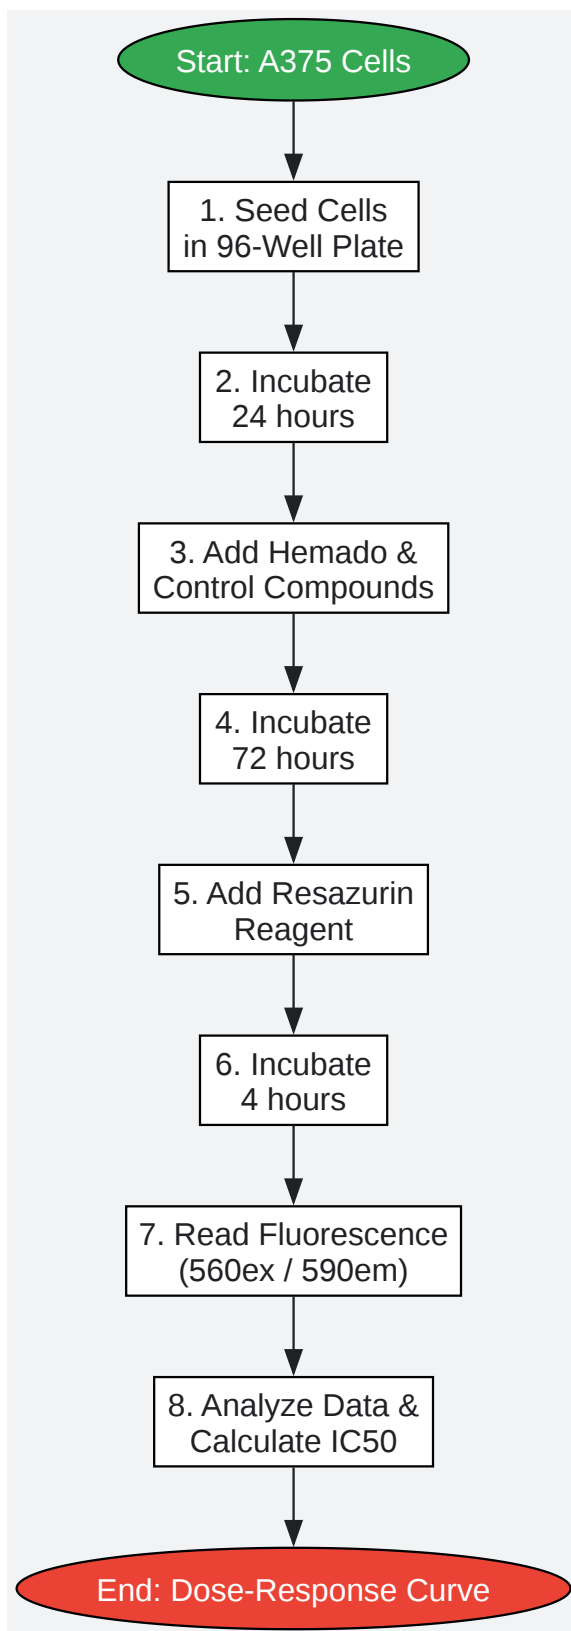 Start: A375 Cells
1. Seed Cells
in 96-Well Plate
2. Incubate
24 hours
3. Add Hemado &
Control Compounds
4. Incubate
72 hours
5. Add Resazurin
Reagent
6. Incubate
4 hours
7. Read Fluorescence
(560ex / 590em)
8. Analyze Data &
Calculate IC50
End: Dose-Response Curve